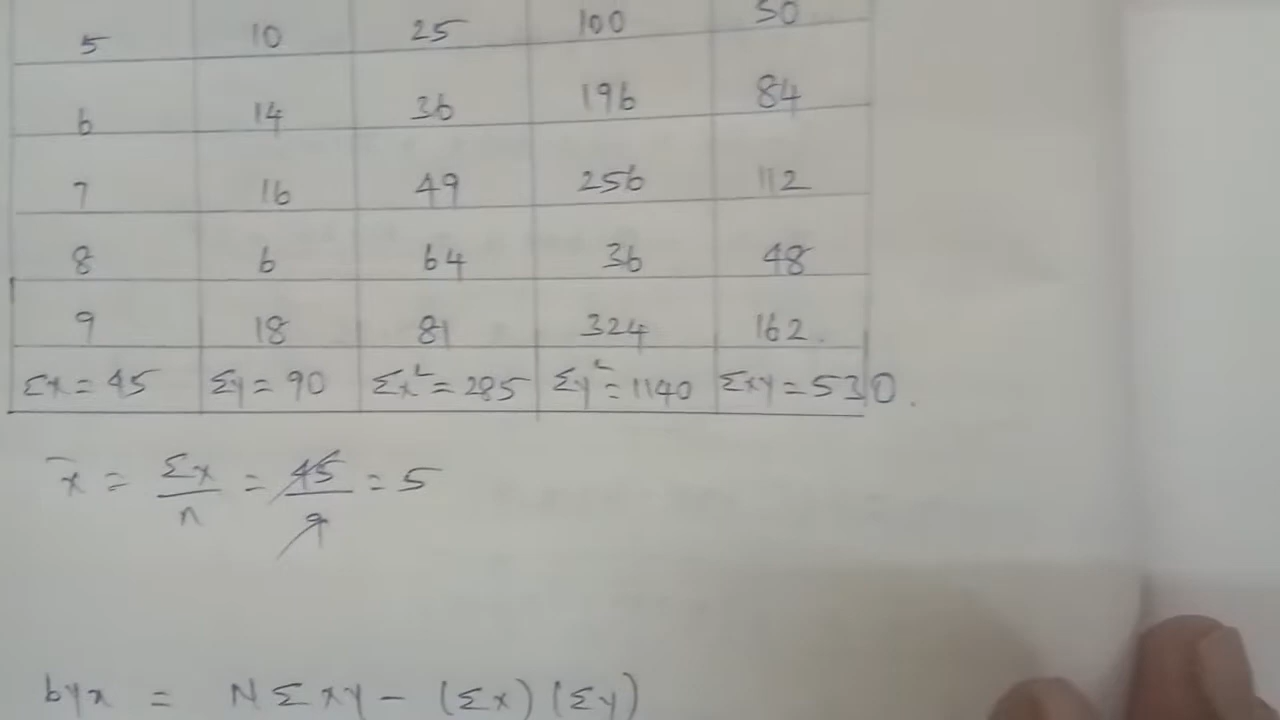 5 10 25 100 50
6 14 36 196 84
7 16 49 256 112
8 6 64 36 48
9 18 81 324 162.
Σx = 45 Σy = 90 Σx² = 285 Σy² = 1140 Σxy = 530.
x̄ = Σx/n = 45/9 = 5
byx = NΣxy - (Σx)(Σy)